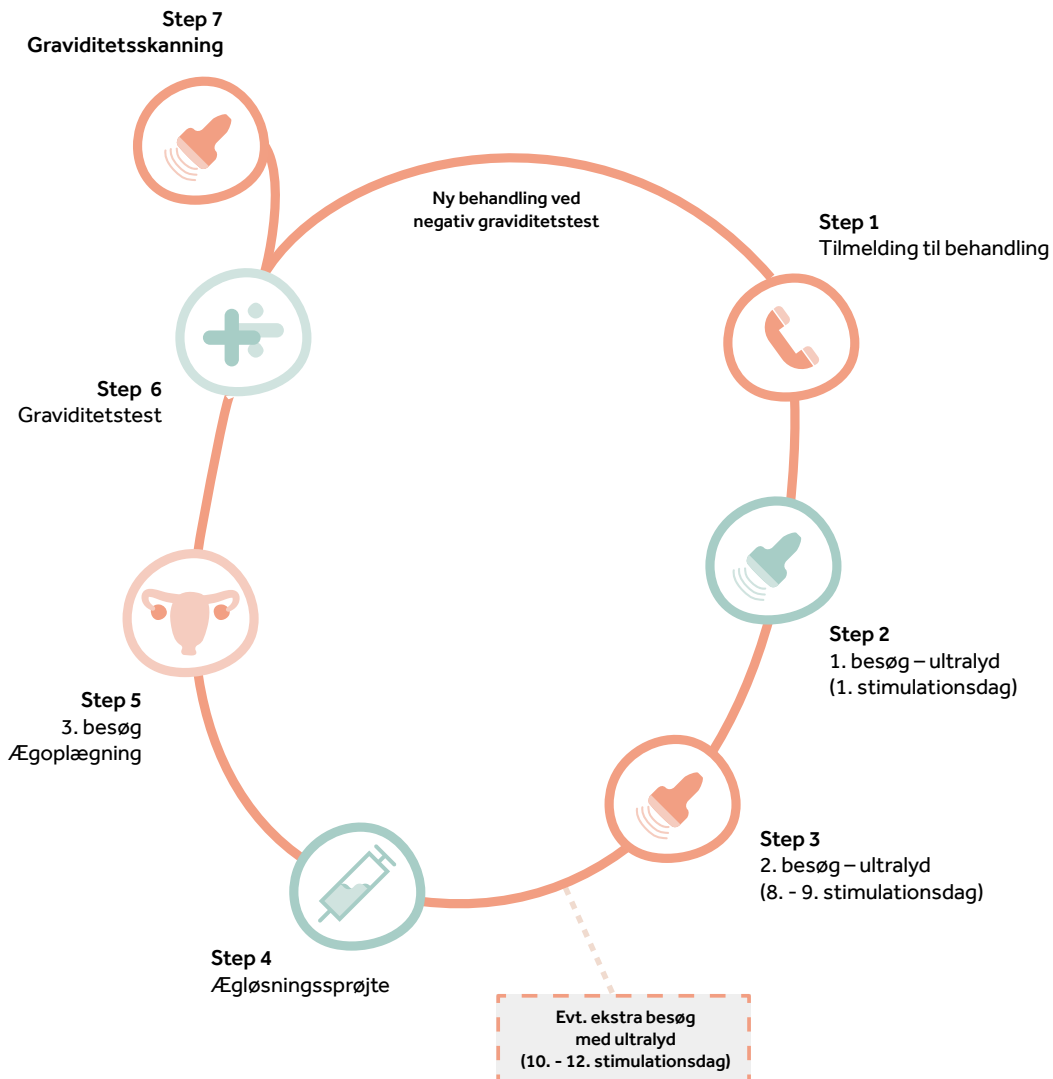 Step 7
Graviditetsskanning
Ny behandling ved
negativ graviditetstest
Step 1
Tilmelding til behandling
Step 6
Graviditetstest
Step 2
1. besøg – ultralyd
(1. stimulationsdag)
Step 5
3. besøg
Ægoplægning
Step 3
2. besøg – ultralyd
(8. - 9. stimulationsdag)
Step 4
Ægløsningssprøjte
Evt. ekstra besøg
med ultralyd
(10. - 12. stimulationsdag)